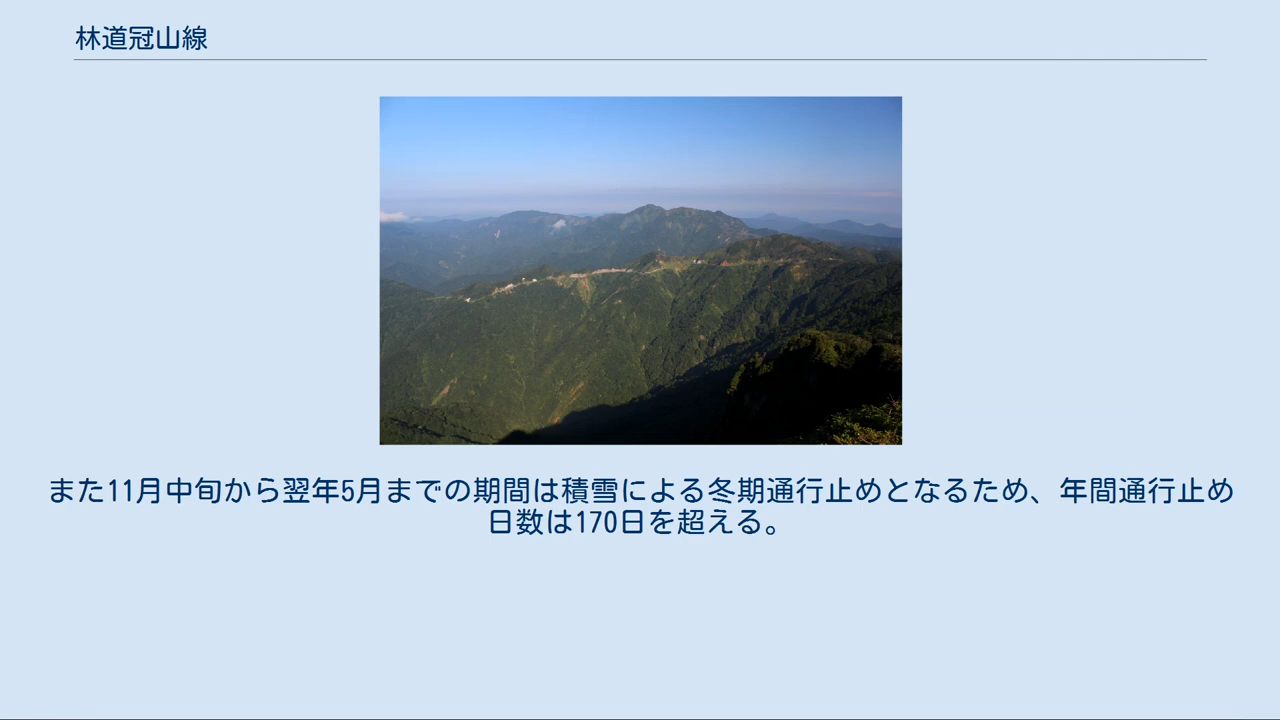 林道冠山線
また11月中旬から翌年5月までの期間は積雪による冬期通行止めとなるため、年間通行止め
日数は170日を超える。